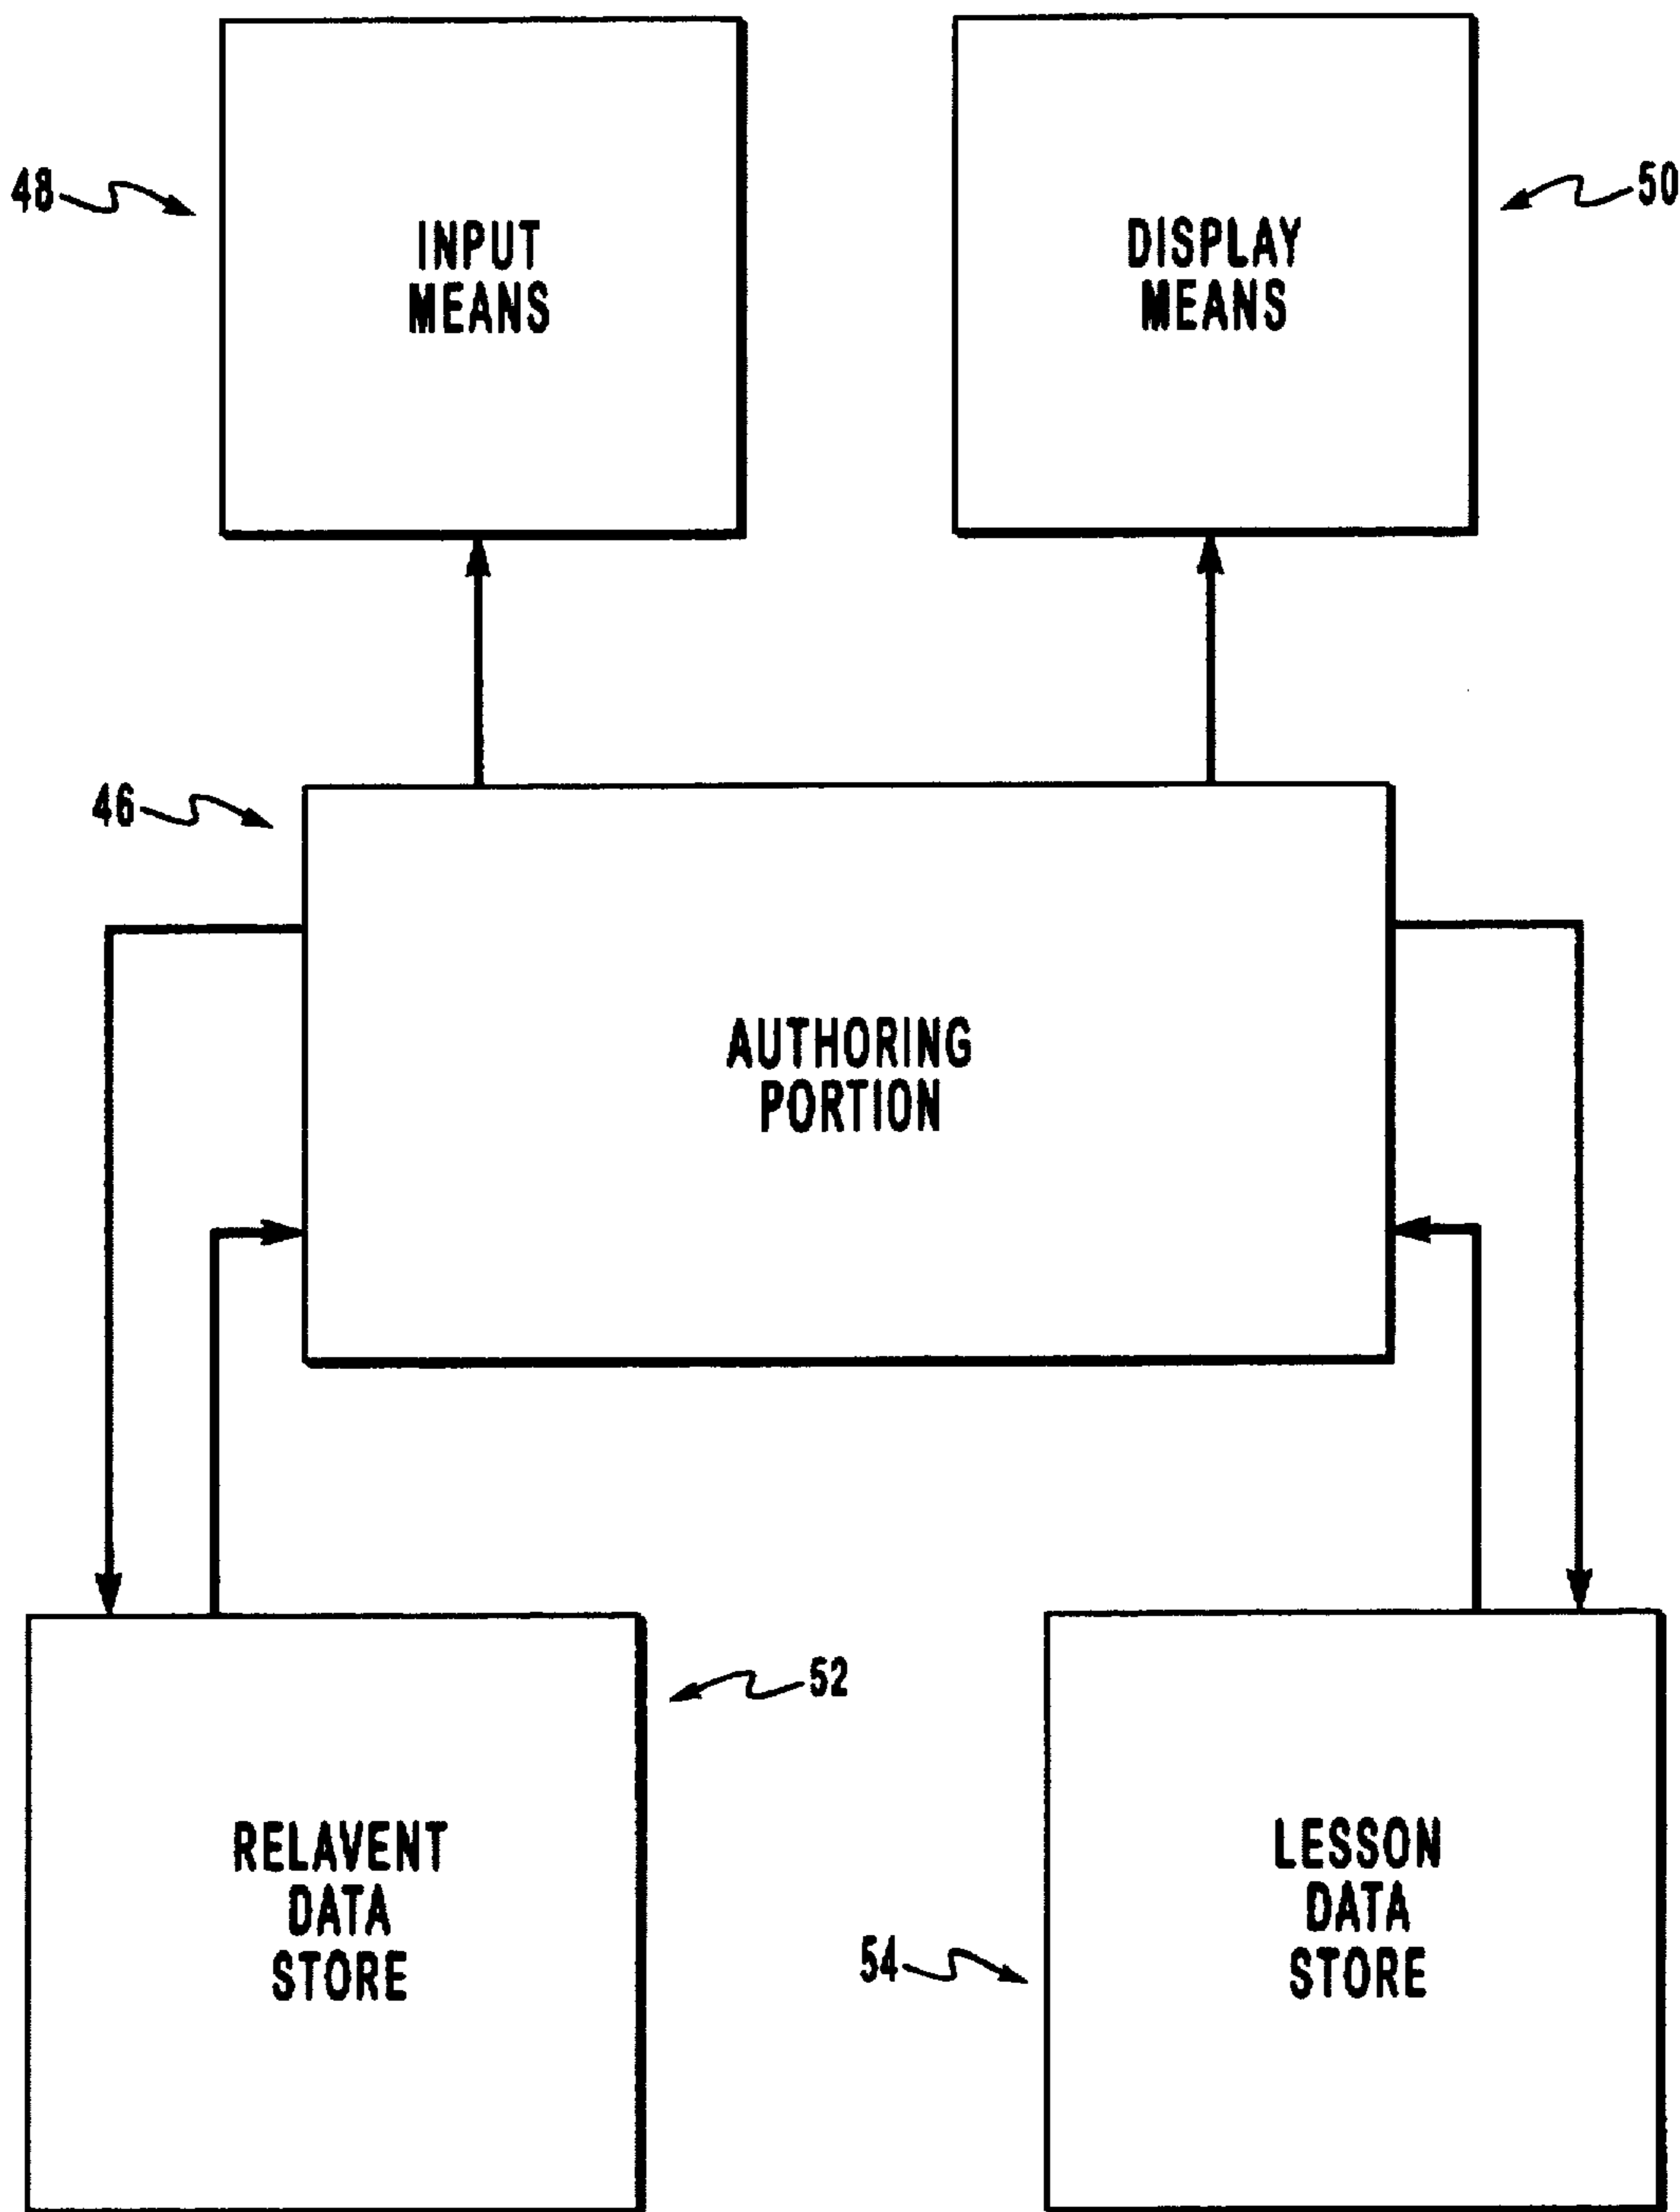 48
INPUT
MEANS
DISPLAY
MEANS
50
46
AUTHORING
PORTION
52
RELAVENT
DATA
STORE
54
LESSON
DATA
STORE